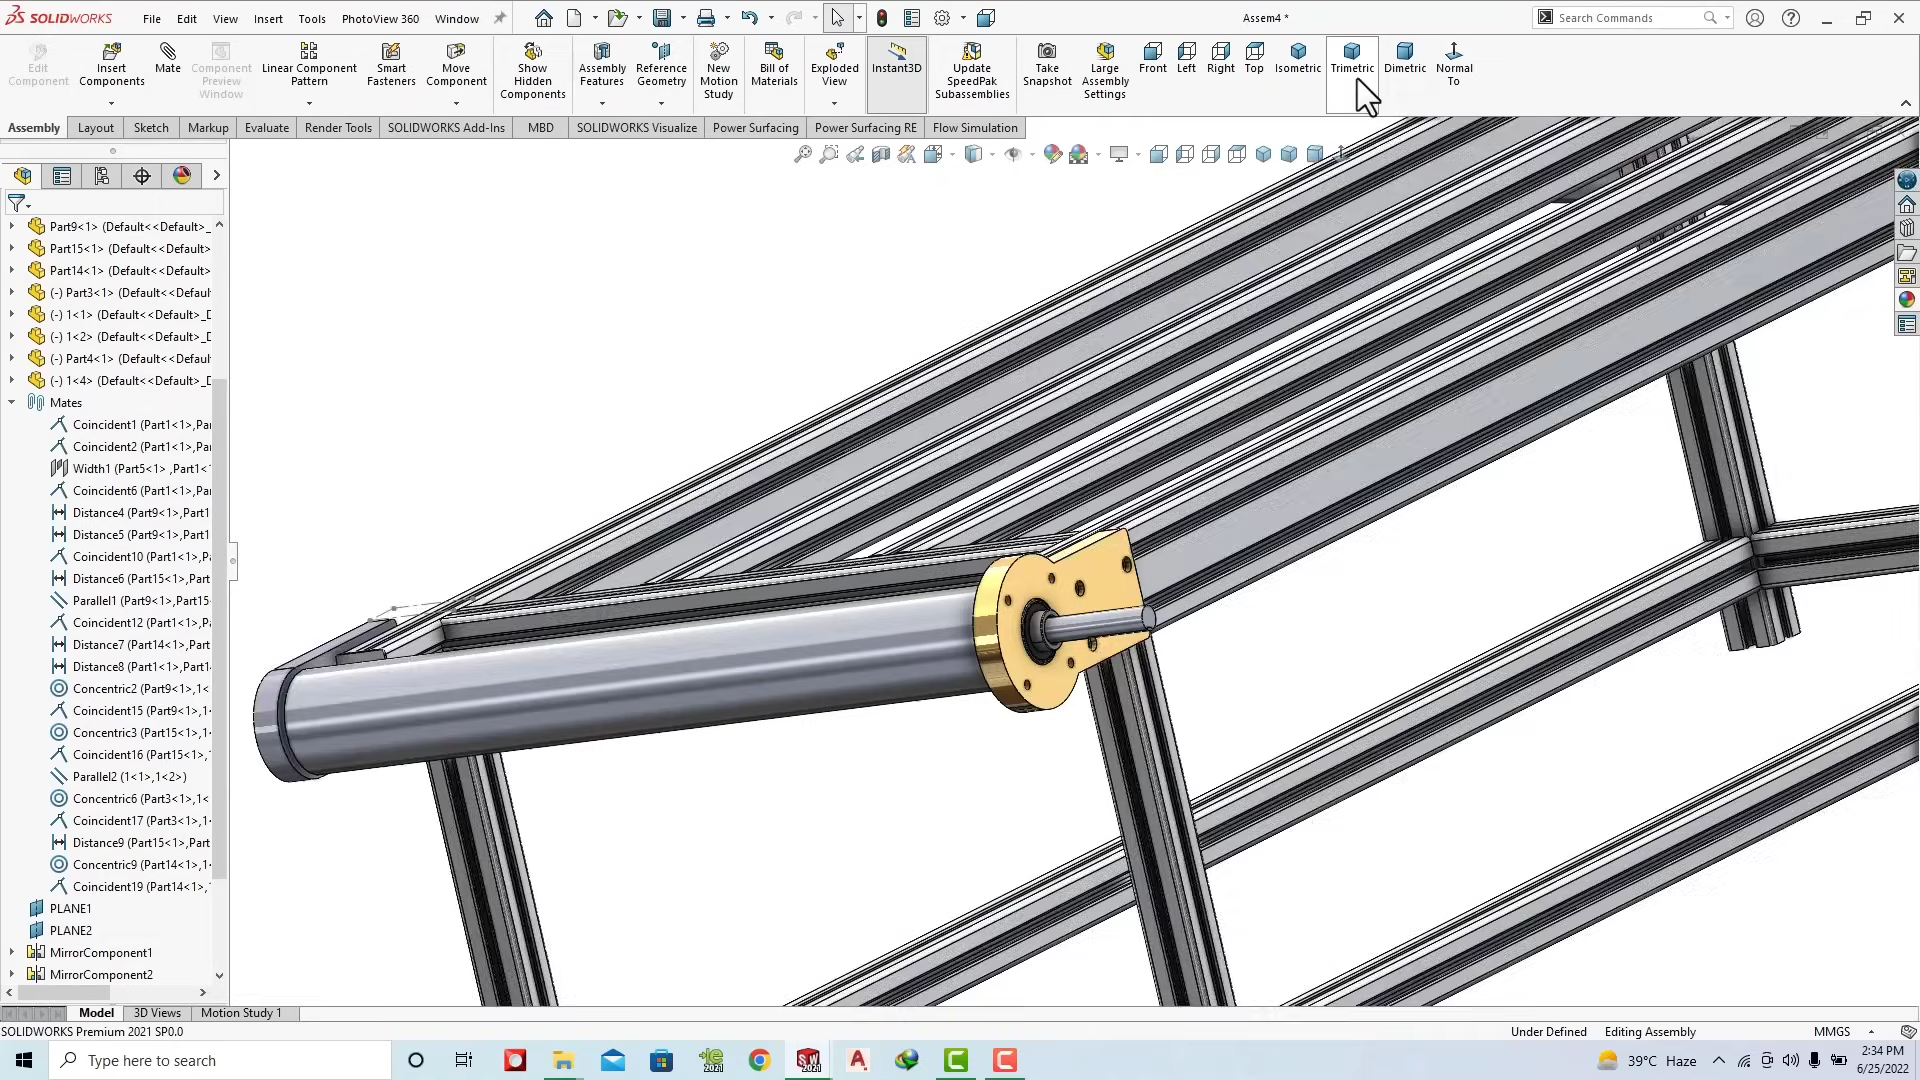 SOLIDWORKS File Edit View Insert Tools PhotoView 360 Window Assem4 * Search Commands
Edit Component
Insert Components
Mate
Component Preview Window
Linear Component Pattern
Smart Fasteners
Move Component
Show Hidden Components
Assembly Features
Reference Geometry
New Motion Study
Bill of Materials
Exploded View
Instant3D
Update SpeedPak Subassemblies
Take Snapshot
Large Assembly Settings
Front
Left
Right
Top
Isometric
Trimetric
Dimetric
Normal To
Assembly Layout Sketch Markup Evaluate Render Tools SOLIDWORKS Add-Ins MBD SOLIDWORKS Visualize Power Surfacing Power Surfacing RE Flow Simulation
Part9<1> (Default<<Default>_
Part15<1> (Default<<Default>
Part14<1> (Default<<Default>
(-) Part3<1> (Default<<Defaul
(-) 1<1> (Default<<Default>_D
(-) 1<2> (Default<<Default>_D
(-) Part4<1> (Default<<Defaul
(-) 1<4> (Default<<Default>_D
Mates
Coincident1 (Part1<1>,Par
Coincident2 (Part1<1>,Par
Width1 (Part5<1> ,Part1<
Coincident6 (Part1<1>,Par
Distance4 (Part9<1>,Part1
Distance5 (Part9<1>,Part1
Coincident10 (Part1<1>,Pa
Distance6 (Part15<1>,Part
Parallel1 (Part9<1>,Part15
Coincident12 (Part1<1>,Pa
Distance7 (Part14<1>,Part
Distance8 (Part1<1>,Part1
Concentric2 (Part9<1>,1<
Coincident15 (Part9<1>,1<
Concentric3 (Part15<1>,1<
Coincident16 (Part15<1>,
Parallel2 (1<1>,1<2>)
Concentric6 (Part3<1>,1<
Coincident17 (Part3<1>,1<
Distance9 (Part15<1>,Part
Concentric9 (Part14<1>,1<
Coincident19 (Part14<1>,
PLANE1
PLANE2
MirrorComponent1
MirrorComponent2
Model 3D Views Motion Study 1
SOLIDWORKS Premium 2021 SP0.0 Under Defined Editing Assembly MMGS
Type here to search 39°C Haze 2:34 PM
6/25/2022